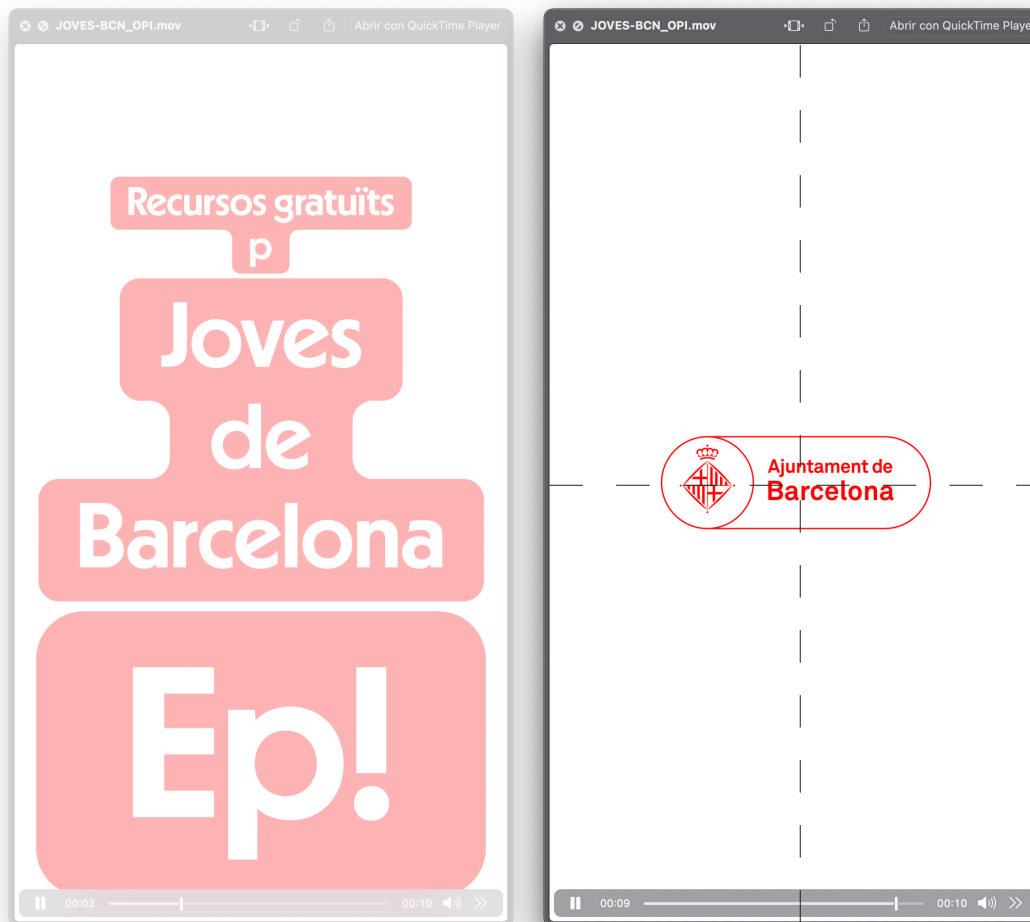 JOVES-BCN_OPI.mov
Abrir con QuickTime Player
Recursos gratuïts
p
Joves
de
Barcelona
Ep!
00:02
00:10
JOVES-BCN_OPI.mov
Abrir con QuickTime Playe
Ajuntament de
Barcelona
00:09
00:10